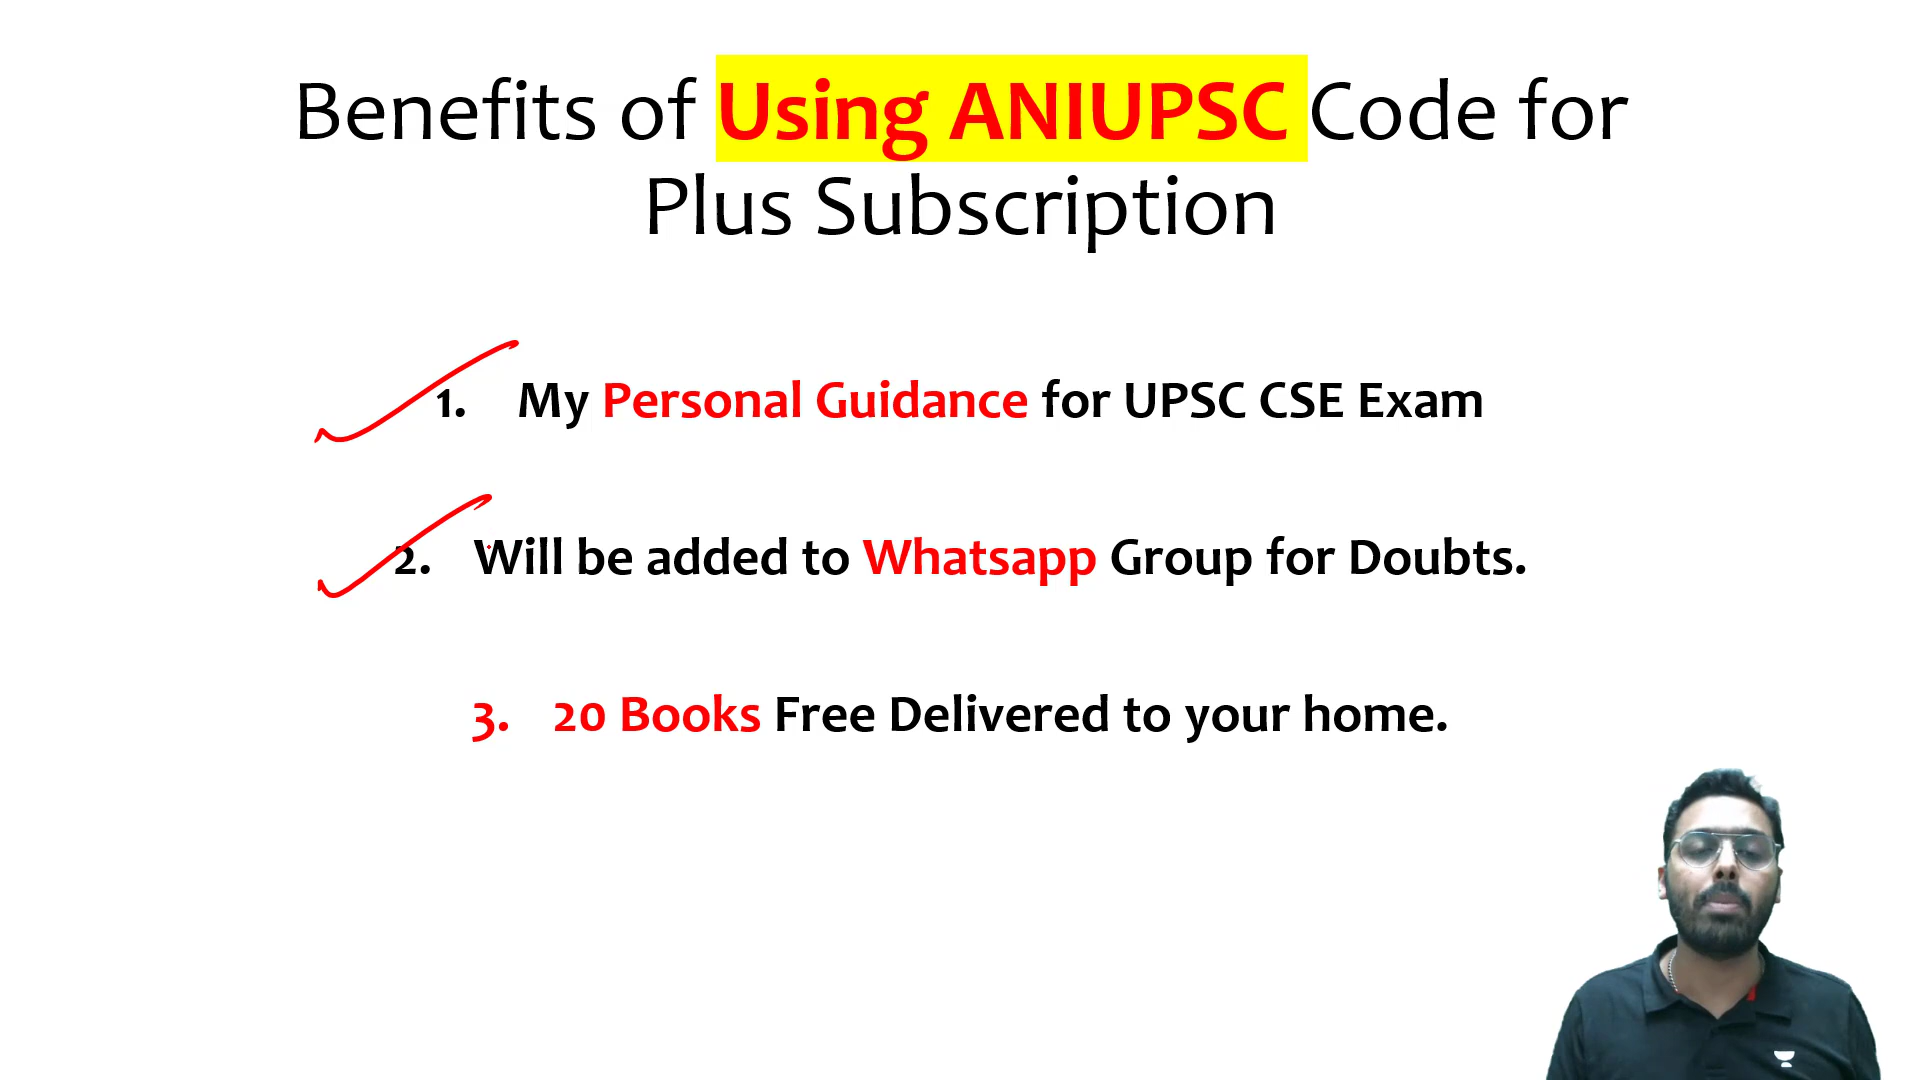 Benefits of Using ANIUPSC Code for
Plus Subscription
1. My Personal Guidance for UPSC CSE Exam
2. Will be added to Whatsapp Group for Doubts.
3. 20 Books Free Delivered to your home.